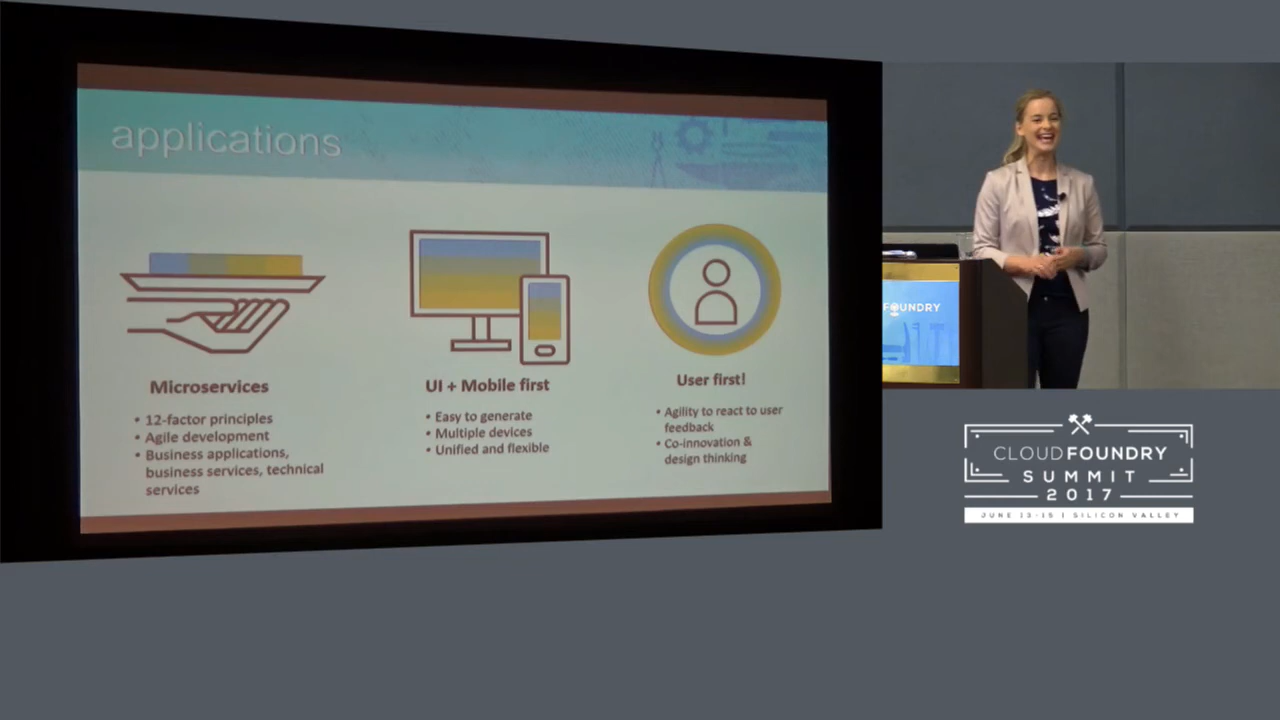 applications
Microservices
• 12-factor principles
• Agile development
• Business applications,
business services, technical
services
UI + Mobile first
• Easy to generate
• Multiple devices
• Unified and flexible
User first!
• Agility to react to user
feedback
• Co-innovation &
design thinking
FOUNDRY
CLOUD FOUNDRY
SUMMIT
2017
JUNE 13-15 | SILICON VALLEY